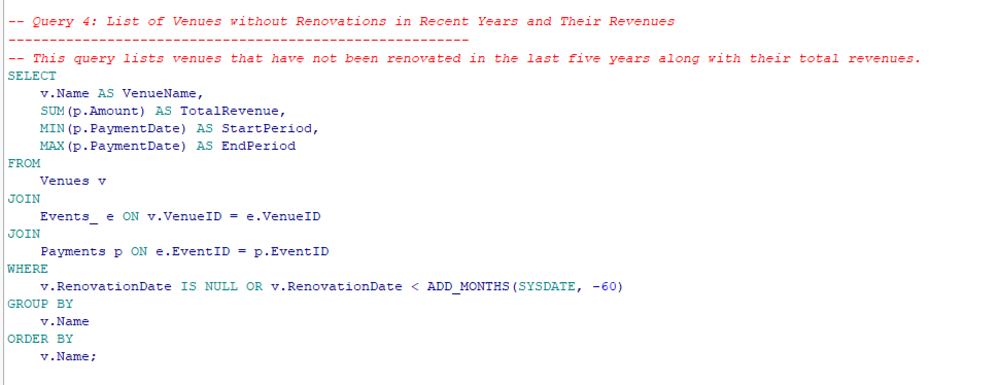 -- Query 4: List of Venues without Renovations in Recent Years and Their Revenues
--------------------------------------------------------
-- This query lists venues that have not been renovated in the last five years along with their total revenues.
SELECT
    v.Name AS VenueName,
    SUM(p.Amount) AS TotalRevenue,
    MIN(p.PaymentDate) AS StartPeriod,
    MAX(p.PaymentDate) AS EndPeriod
FROM
    Venues v
JOIN
    Events_ e ON v.VenueID = e.VenueID
JOIN
    Payments p ON e.EventID = p.EventID
WHERE
    v.RenovationDate IS NULL OR v.RenovationDate < ADD_MONTHS(SYSDATE, -60)
GROUP BY
    v.Name
ORDER BY
    v.Name;